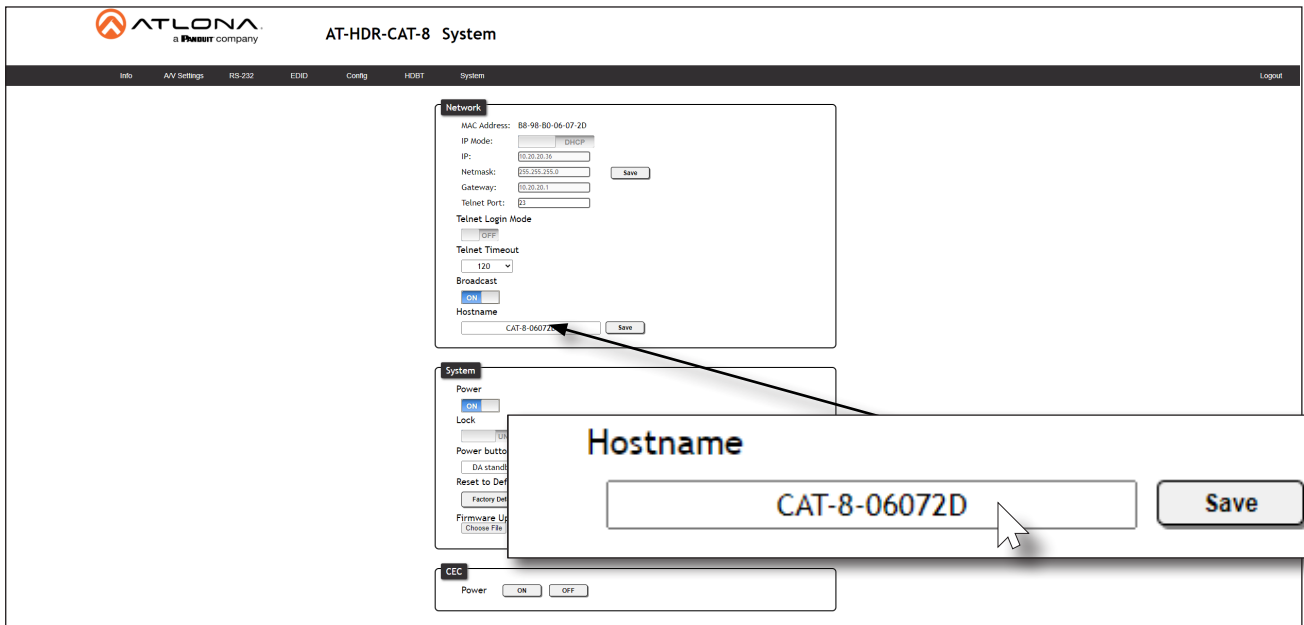 ATLONA
a PANDUIT company
AT-HDR-CAT-8 System
Info A/V Settings RS-232 EDID Config HDBT System Logout
Network
MAC Address: B8-98-B0-06-07-2D
IP Mode: DHCP
IP: 10.20.20.36
Netmask: 255.255.255.0 Save
Gateway: 10.20.20.1
Telnet Port: 23
Telnet Login Mode
OFF
Telnet Timeout
120
Broadcast
ON
Hostname
CAT-8-06072D Save
System
Power
ON
Lock
UN
Power butto
DA standb
Reset to Def
Factory Def
Firmware Up
Choose File
Hostname
CAT-8-06072D Save
CEC
Power ON OFF